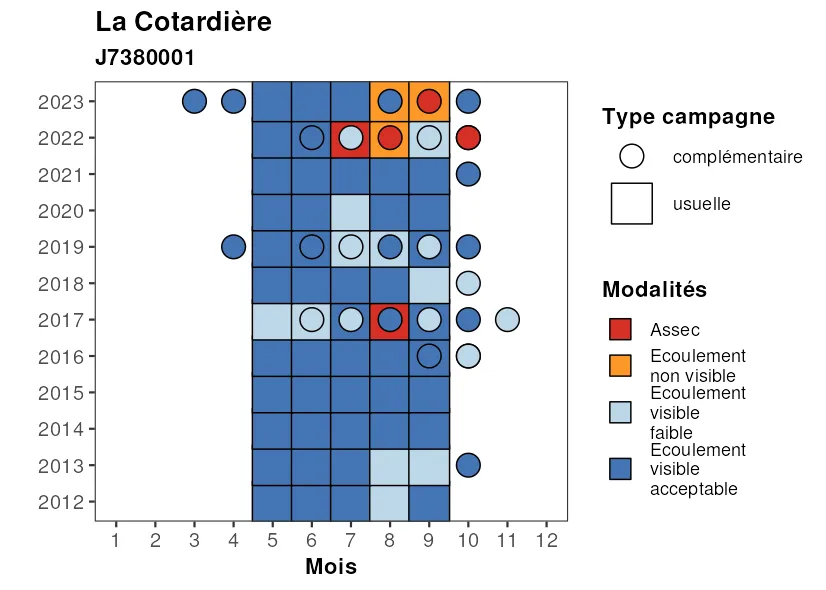 La Cotardière
J7380001
2023
2022
2021
2020
2019
2018
2017
2016
2015
2014
2013
2012
1 2 3 4 5 6 7 8 9 10 11 12
Mois
Type campagne
complémentaire
usuelle
Modalités
Assec
Ecoulement
non visible
Ecoulement
visible
faible
Ecoulement
visible
acceptable